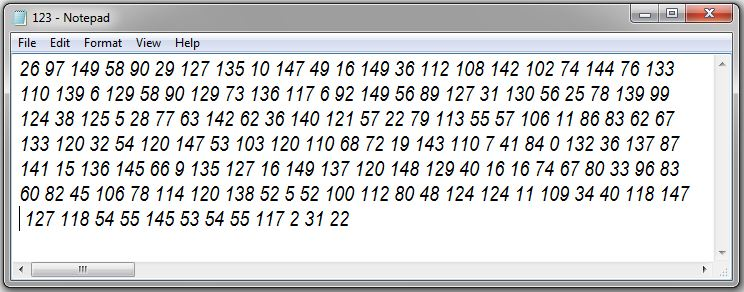 123 - Notepad
File Edit Format View Help
26 97 149 58 90 29 127 135 10 147 49 16 149 36 112 108 142 102 74 144 76 133
110 139 6 129 58 90 129 73 136 117 6 92 149 56 89 127 31 130 56 25 78 139 99
124 38 125 5 28 77 63 142 62 36 140 121 57 22 79 113 55 57 106 11 86 83 62 67
133 120 32 54 120 147 53 103 120 110 68 72 19 143 110 7 41 84 0 132 36 137 87
141 15 136 145 66 9 135 127 16 149 137 120 148 129 40 16 16 74 67 80 33 96 83
60 82 45 106 78 114 120 138 52 5 52 100 112 80 48 124 124 11 109 34 40 118 147
127 118 54 55 145 53 54 55 117 2 31 22